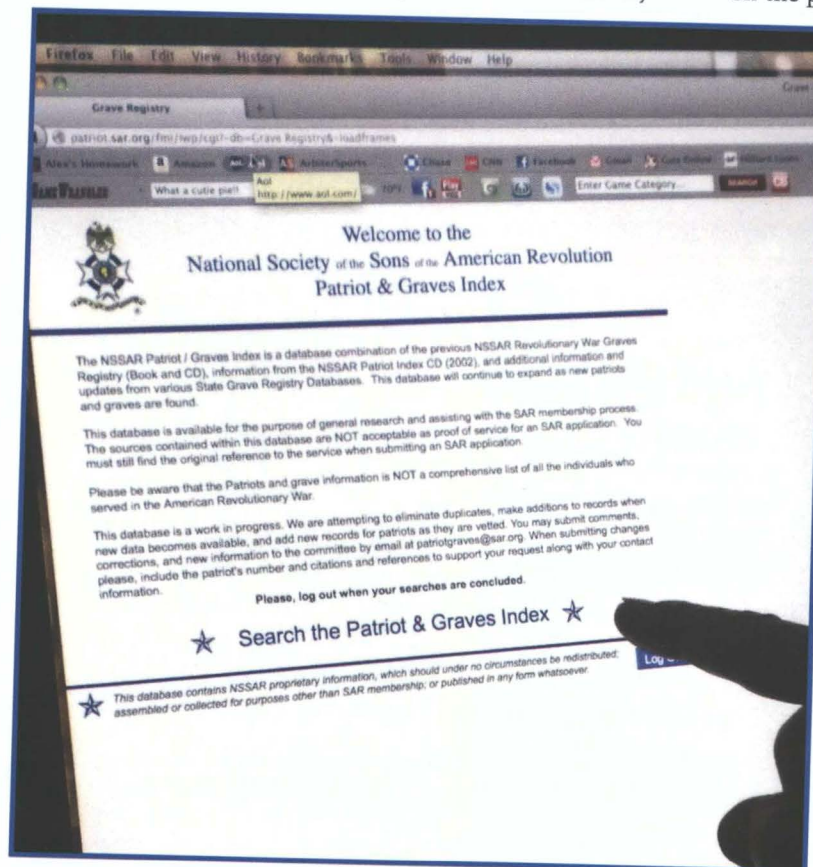 Firefox File Edit View History Bookmarks Tools Window Help
Grave Registry +
patriot.sar.org/fmi/iwp/cgi?-db=Grave Registry&-loadframes
Alex's Homework Amazon ArbiterSports Chase CNN Facebook Gmail
What a cutie pie!! Enter Game Category... SEARCH
Aol
http://www.aol.com/
Welcome to the
National Society of the Sons of the American Revolution
Patriot & Graves Index
The NSSAR Patriot / Graves Index is a database combination of the previous NSSAR Revolutionary War Graves
Registry (Book and CD), information from the NSSAR Patriot Index CD (2002), and additional information and
updates from various State Grave Registry Databases. This database will continue to expand as new patriots
and graves are found.
This database is available for the purpose of general research and assisting with the SAR membership process.
The sources contained within this database are NOT acceptable as proof of service for an SAR application. You
must still find the original reference to the service when submitting an SAR application.
Please be aware that the Patriots and grave information is NOT a comprehensive list of all the individuals who
served in the American Revolutionary War.
This database is a work in progress. We are attempting to eliminate duplicates, make additions to records when
new data becomes available, and add new records for patriots as they are vetted. You may submit comments,
corrections, and new information to the committee by email at patriotgraves@sar.org. When submitting changes
please, include the patriot's number and citations and references to support your request along with your contact
information.
Please, log out when your searches are concluded.
Search the Patriot & Graves Index
Log
This database contains NSSAR proprietary information, which should under no circumstances be redistributed;
assembled or collected for purposes other than SAR membership; or published in any form whatsoever.